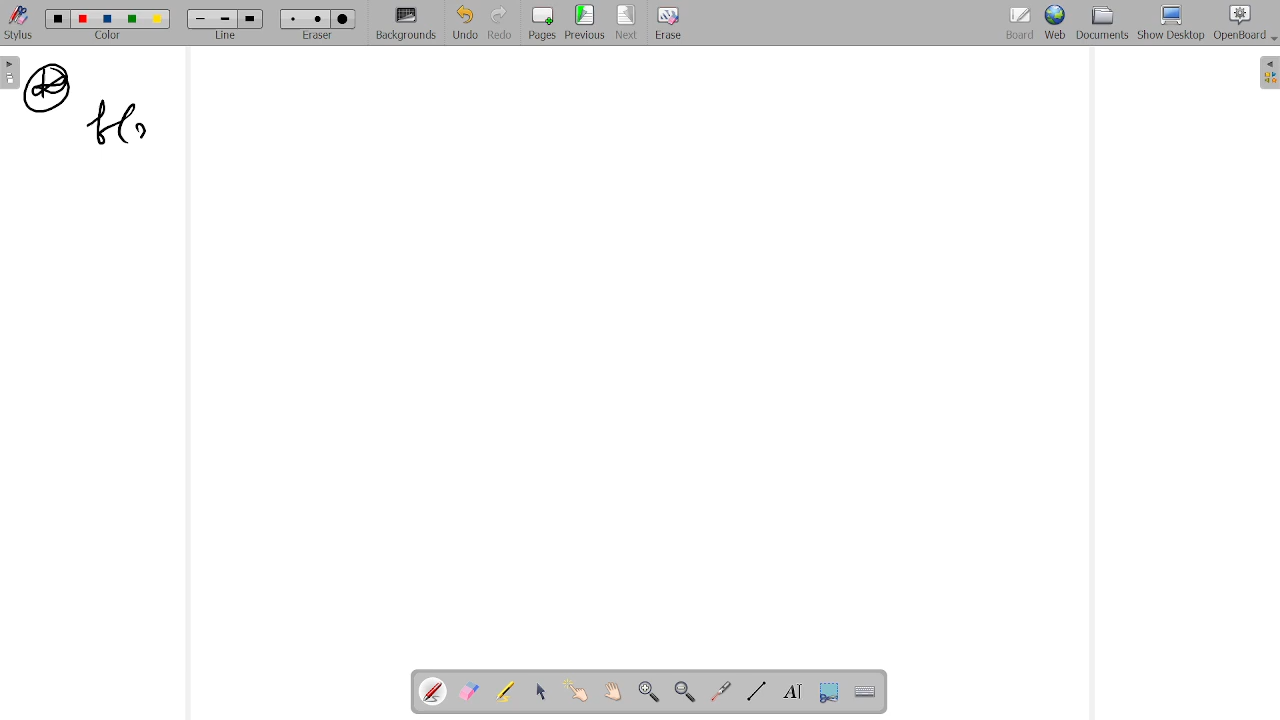 Stylus Color Line Eraser Backgrounds Undo Redo Pages Previous Next Erase Board Web Documents Show Desktop OpenBoard
f(